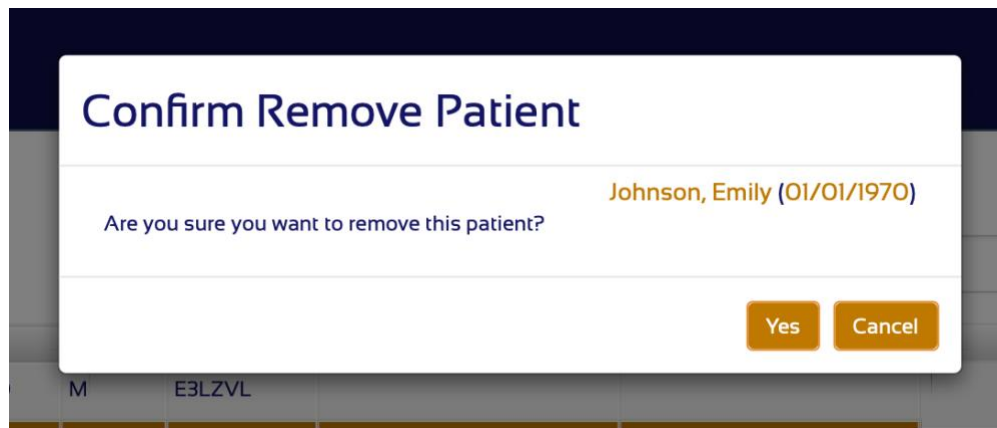 Confirm Remove Patient
Johnson, Emily (01/01/1970)
Are you sure you want to remove this patient?
Yes Cancel
M E3LZVL